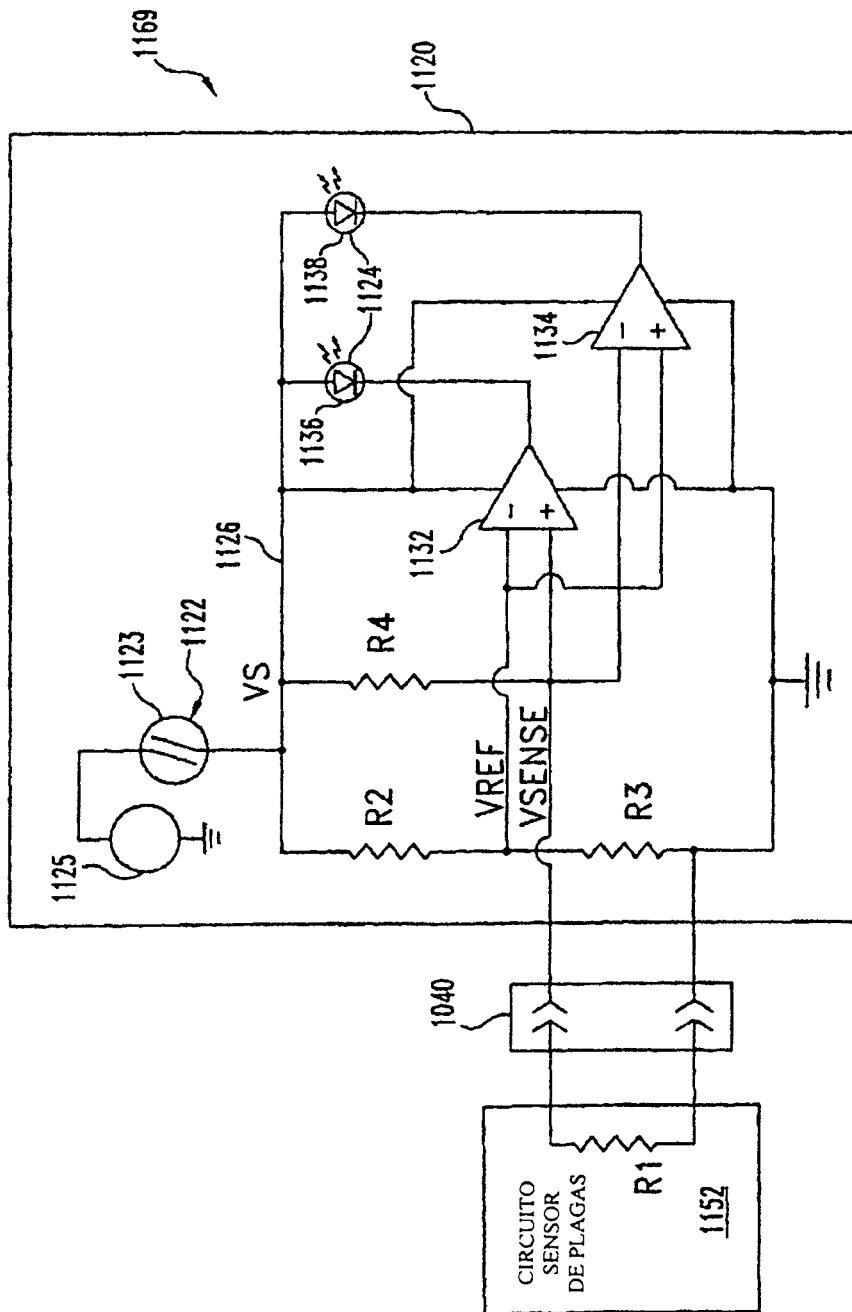 1169
1120
1138
1124
1136
1134
-
+
1126
1132
-
+
1123
1122
VS
R4
1125
R2
VREF
VSENSE
R3
1040
CIRCUITO
SENSOR
DE PLAGAS
R1
1152